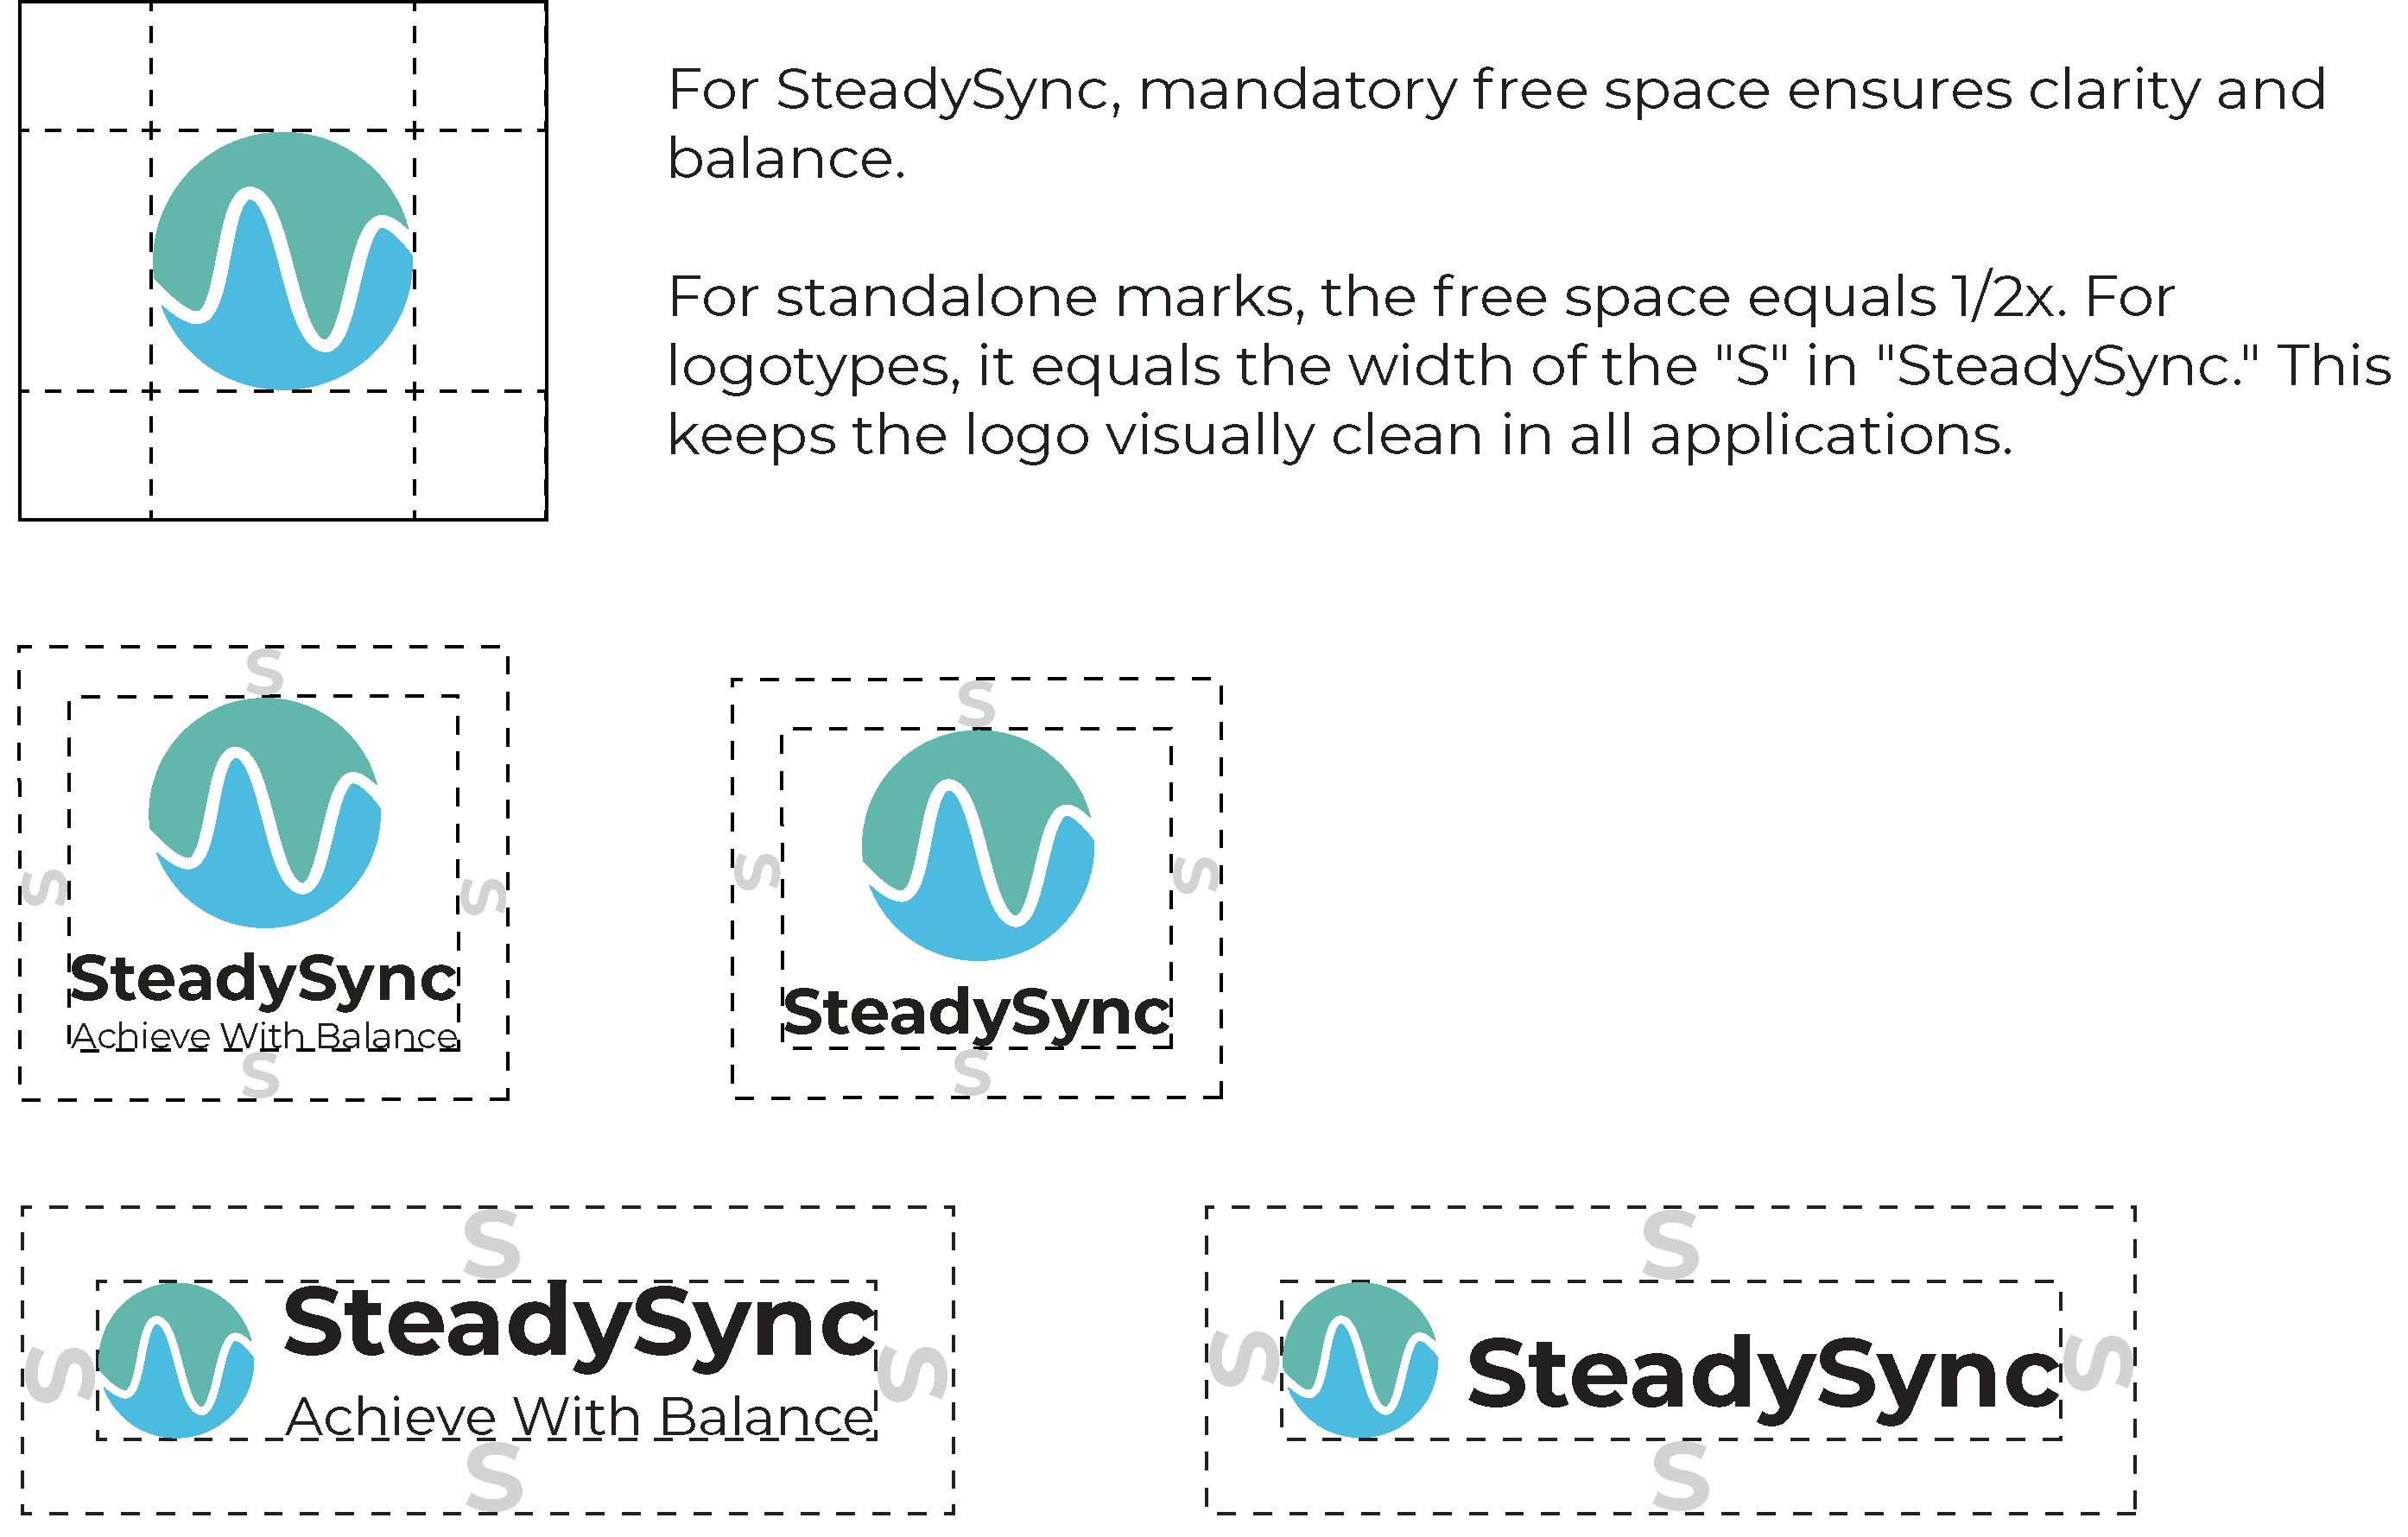 For SteadySync, mandatory free space ensures clarity and
balance.
For standalone marks, the free space equals 1/2x. For
logotypes, it equals the width of the "S" in "SteadySync." This
keeps the logo visually clean in all applications.
S
S
S
S
SteadySync
Achieve With Balance
S
S
S
S
SteadySync
S
S
S
S
SteadySync
Achieve With Balance
S
S
S
S
SteadySync